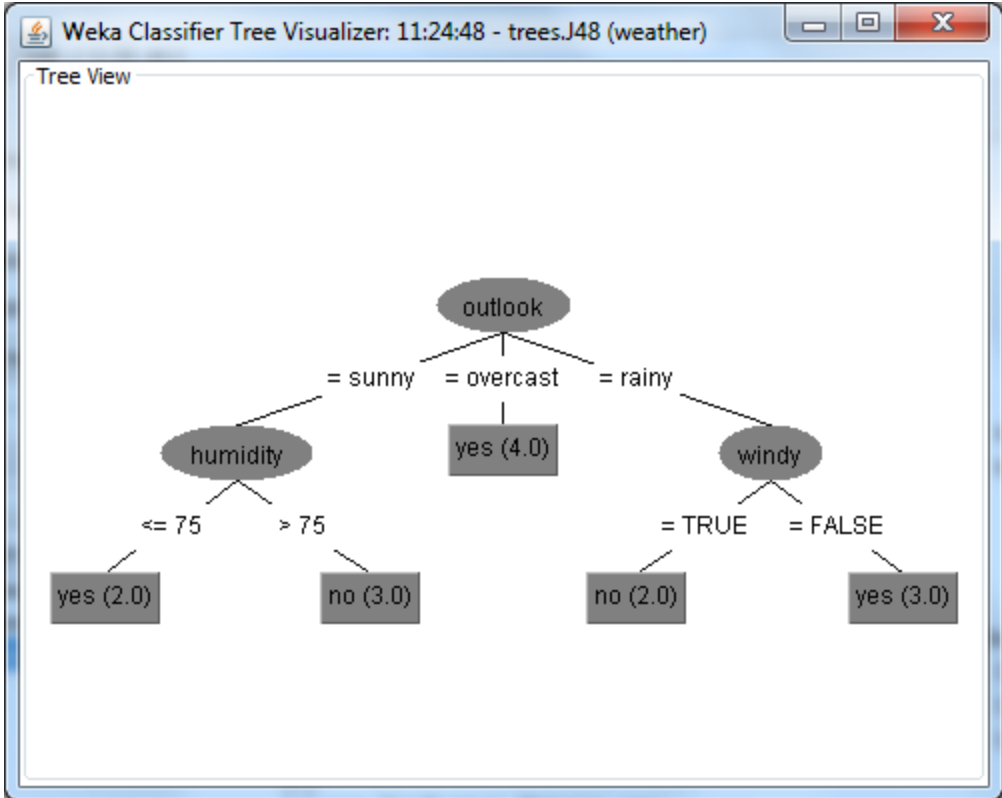 Weka Classifier Tree Visualizer: 11:24:48 - trees.J48 (weather)
Tree View
outlook
= sunny = overcast = rainy
humidity yes (4.0) windy
<= 75 > 75 = TRUE = FALSE
yes (2.0) no (3.0) no (2.0) yes (3.0)